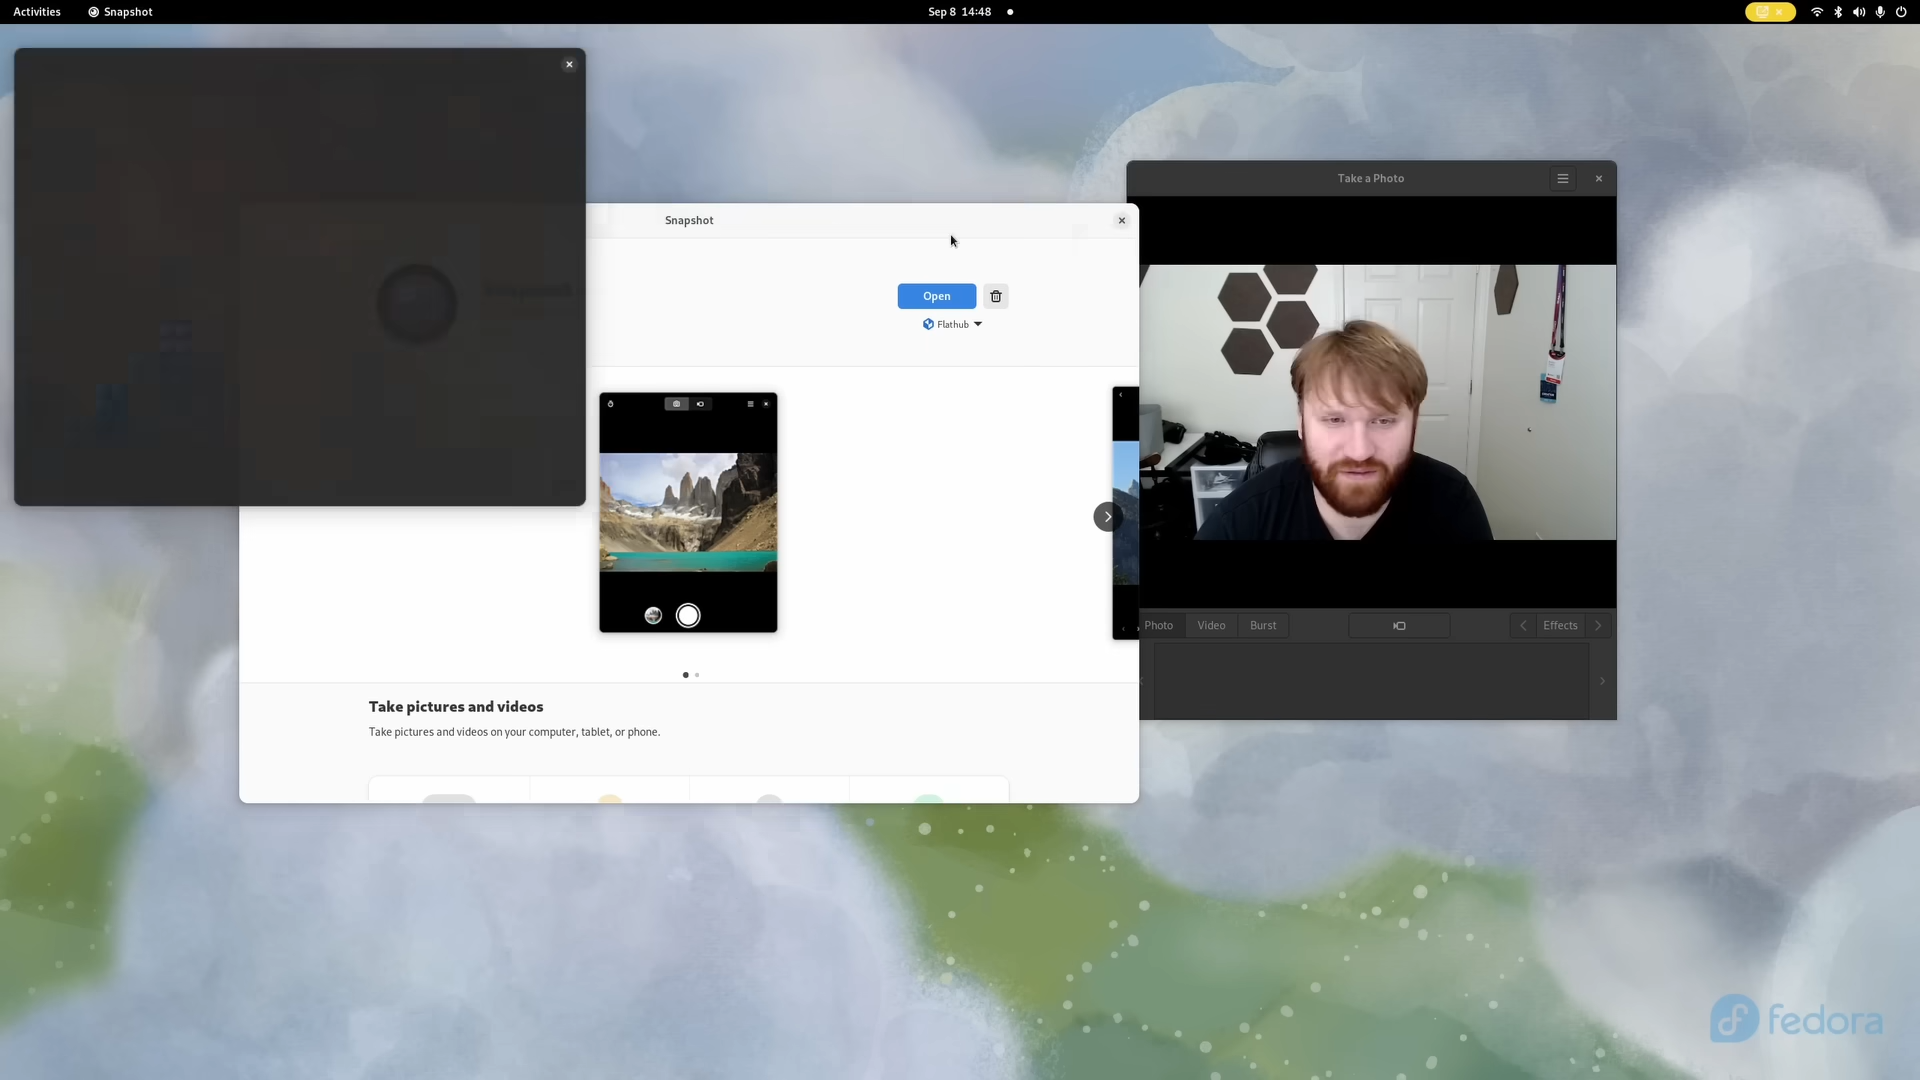 Activities
Snapshot
Sep 8 14:48
Take a Photo
Snapshot
Open
Flathub
Photo
Video
Burst
Effects
Take pictures and videos
Take pictures and videos on your computer, tablet, or phone.
fedora